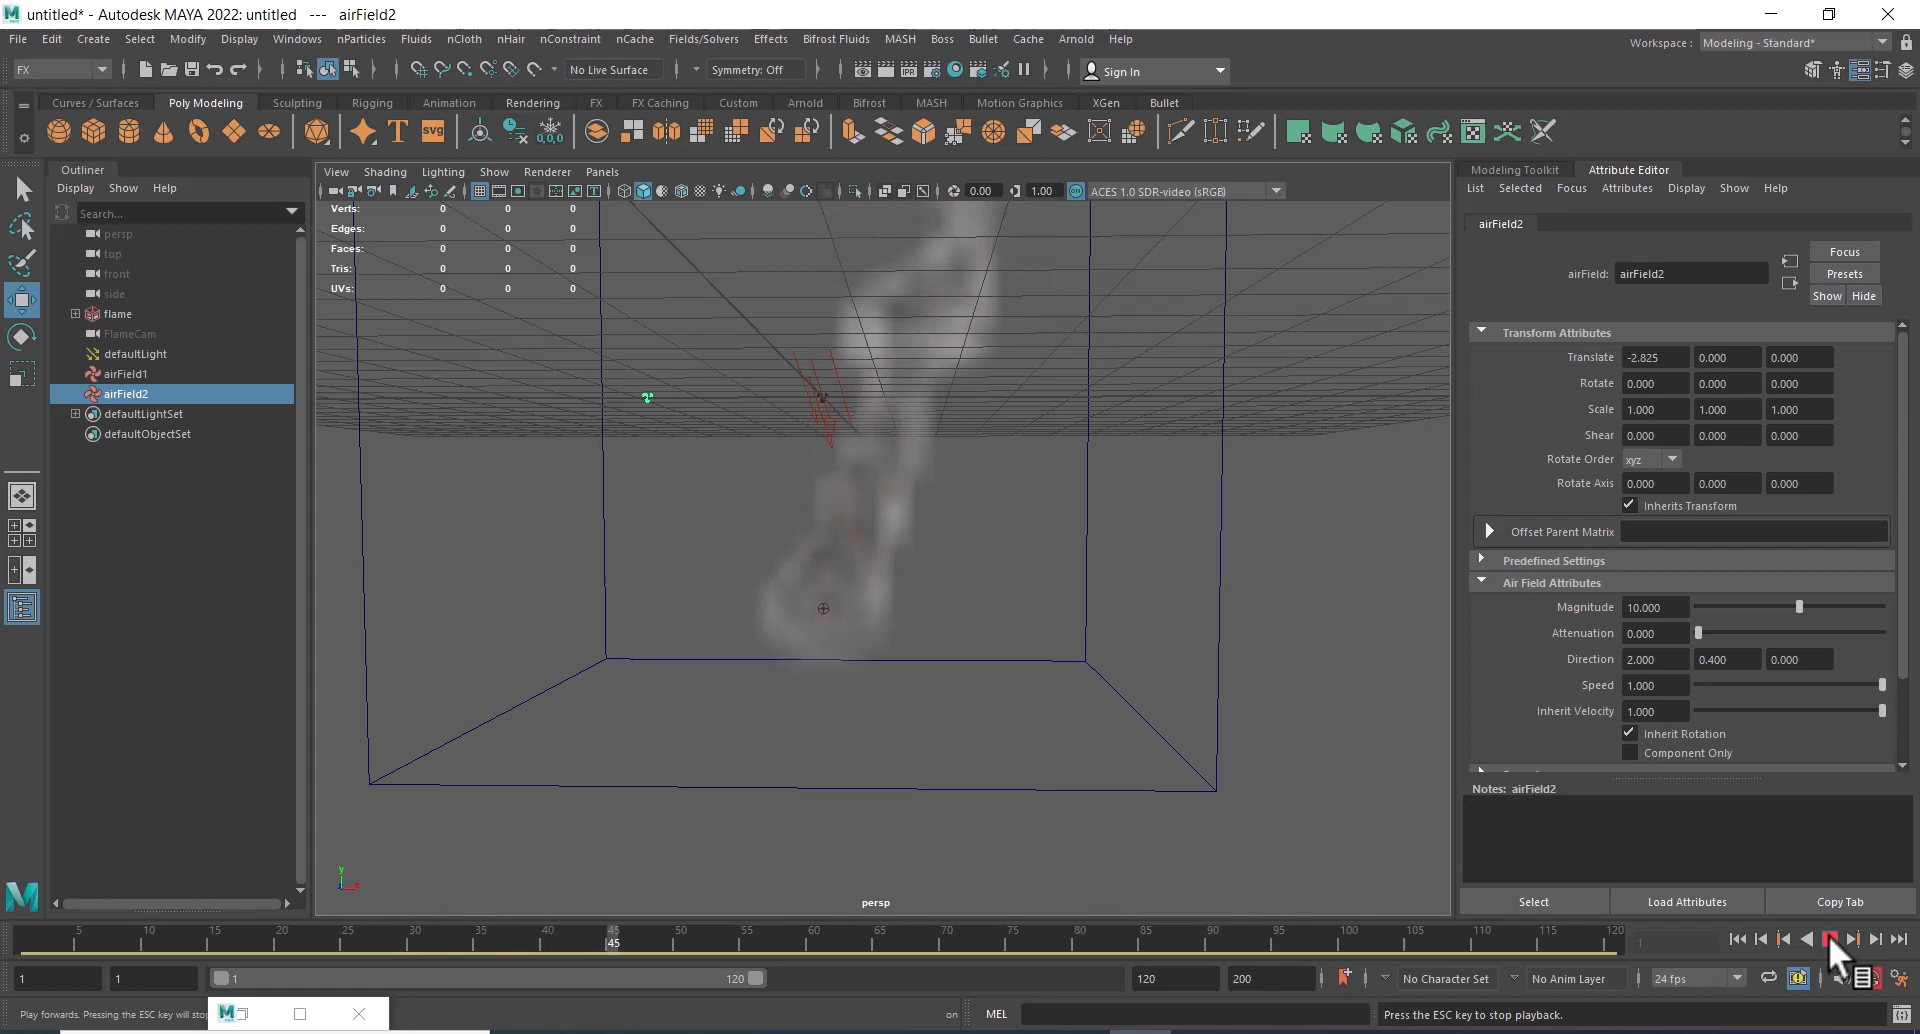 untitled* - Autodesk MAYA 2022: untitled --- airField2
File Edit Create Select Modify Display Windows nParticles Fluids nCloth nHair nConstraint nCache Fields/Solvers Effects Bifrost Fluids MASH Boss Bullet Cache Arnold Help
Workspace : Modeling - Standard*
FX No Live Surface Symmetry: Off IPR Sign In
Curves / Surfaces Poly Modeling Sculpting Rigging Animation Rendering FX FX Caching Custom Arnold Bifrost MASH Motion Graphics XGen Bullet
T SVG 0,0,0
Outliner
Display Show Help
Search...
persp
top
front
side
flame
FlameCam
defaultLight
airField1
airField2
defaultLightSet
defaultObjectSet
View Shading Lighting Show Renderer Panels
0.00 1.00 ON ACES 1.0 SDR-video (sRGB)
Verts: 0 0 0
Edges: 0 0 0
Faces: 0 0 0
Tris: 0 0 0
UVs: 0 0 0
y
x
persp
Modeling Toolkit Attribute Editor
List Selected Focus Attributes Display Show Help
airField2
airField: airField2
Focus
Presets
Show Hide
Transform Attributes
Translate -2.825 0.000 0.000
Rotate 0.000 0.000 0.000
Scale 1.000 1.000 1.000
Shear 0.000 0.000 0.000
Rotate Order xyz
Rotate Axis 0.000 0.000 0.000
Inherits Transform
Offset Parent Matrix
Predefined Settings
Air Field Attributes
Magnitude 10.000
Attenuation 0.000
Direction 2.000 0.400 0.000
Speed 1.000
Inherit Velocity 1.000
Inherit Rotation
Component Only
Notes: airField2
Select Load Attributes Copy Tab
5 10 15 20 25 30 35 40 45 50 55 60 65 70 75 80 85 90 95 100 105 110 115 120
45
1
1 1 1 120 120 200 No Character Set No Anim Layer 24 fps
Play forwards. Pressing the ESC key will stop
on MEL Press the ESC key to stop playback.